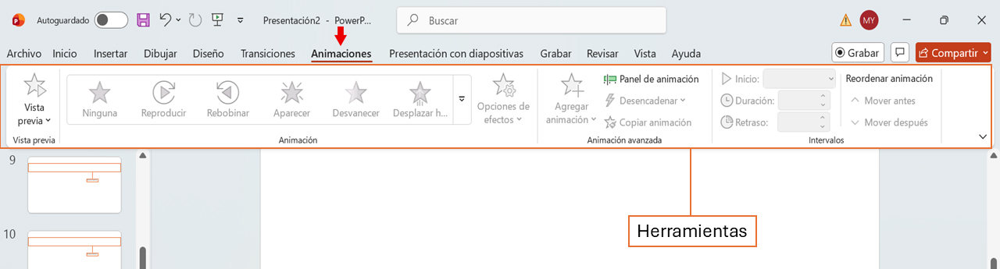 Autoguardado
Presentación2 - PowerP...
Buscar
MY
Archivo Inicio Insertar Dibujar Diseño Transiciones Animaciones Presentación con diapositivas Grabar Revisar Vista Ayuda
Grabar
Compartir
Vista
previa
Vista previa
Ninguna Reproducir Rebobinar Aparecer Desvanecer Desplazar h...
Opciones de
efectos
Animación
Agregar
animación
Panel de animación
Desencadenar
Copiar animación
Animación avanzada
Inicio:
Duración:
Retraso:
Reordenar animación
Mover antes
Mover después
Intervalos
9
10
Herramientas